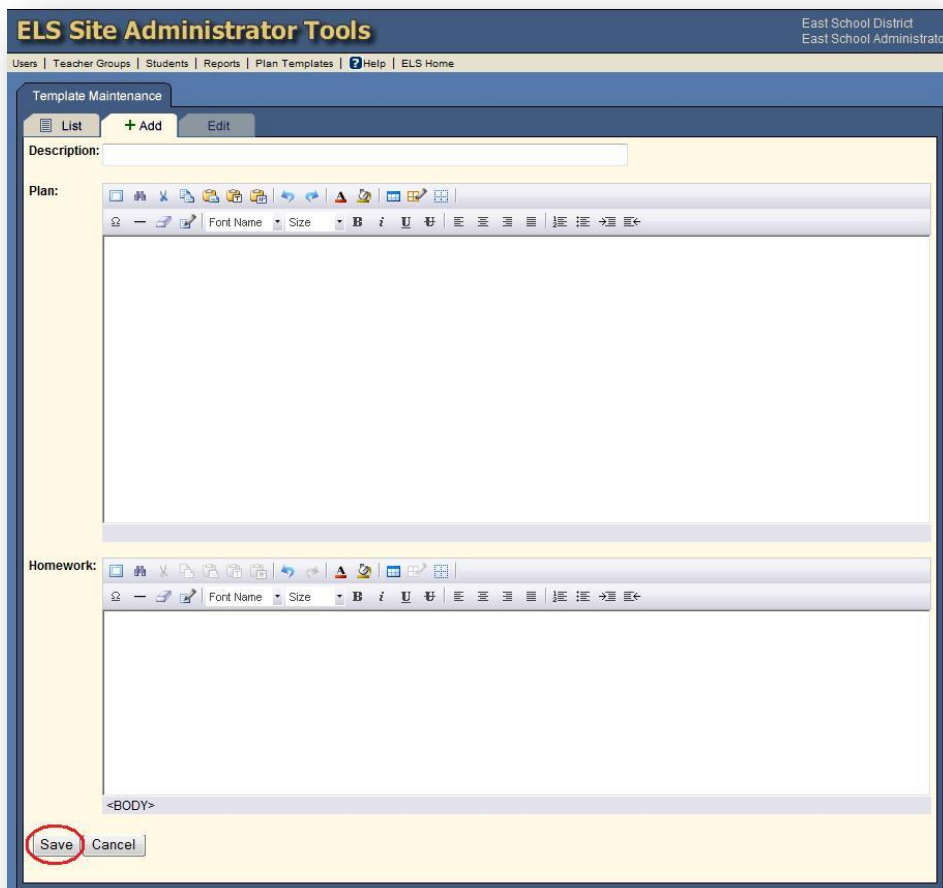 ELS Site Administrator Tools
East School District
East School Administrato
Users | Teacher Groups | Students | Reports | Plan Templates | ? Help | ELS Home
Template Maintenance
List + Add Edit
Description:
Plan:
A
Ω Font Name Size B i U U
Homework:
A
Ω Font Name Size B i U U
<BODY>
Save Cancel